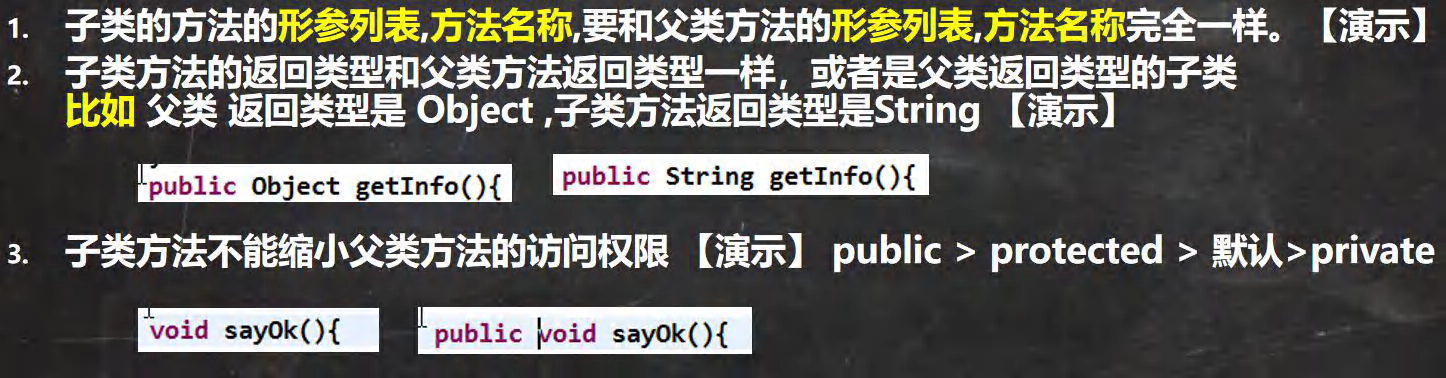 1. 子类的方法的形参列表,方法名称,要和父类方法的形参列表,方法名称完全一样。【演示】
2. 子类方法的返回类型和父类方法返回类型一样，或者是父类返回类型的子类
比如 父类 返回类型是 Object ,子类方法返回类型是String 【演示】
public Object getInfo(){
public String getInfo(){
3. 子类方法不能缩小父类方法的访问权限 【演示】 public > protected > 默认>private
void sayOk(){
public void sayOk(){